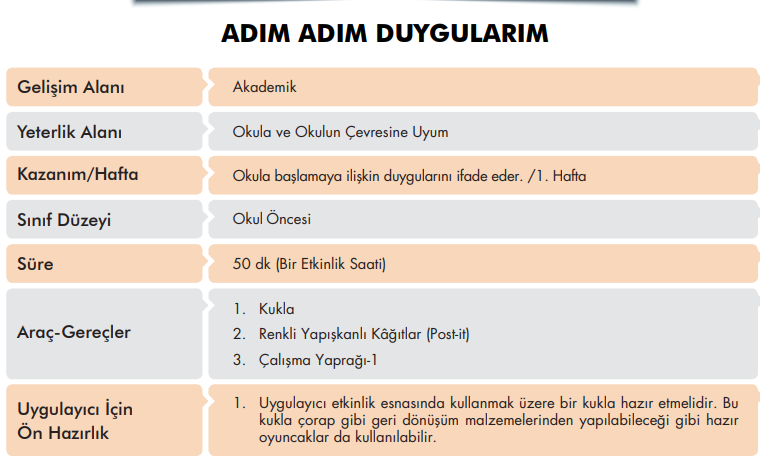 ADIM ADIM DUYGULARIM
Gelişim Alanı
Akademik
Yeterlik Alanı
Okula ve Okulun Çevresine Uyum
Kazanım/Hafta
Okula başlamaya ilişkin duygularını ifade eder. /1. Hafta
Sınıf Düzeyi
Okul Öncesi
Süre
50 dk (Bir Etkinlik Saati)
Araç-Gereçler
1. Kukla
2. Renkli Yapışkanlı Kâğıtlar (Post-it)
3. Çalışma Yaprağı-1
Uygulayıcı İçin
Ön Hazırlık
1. Uygulayıcı etkinlik esnasında kullanmak üzere bir kukla hazır etmelidir. Bu
kukla çorap gibi geri dönüşüm malzemelerinden yapılabileceği gibi hazır
oyuncaklar da kullanılabilir.